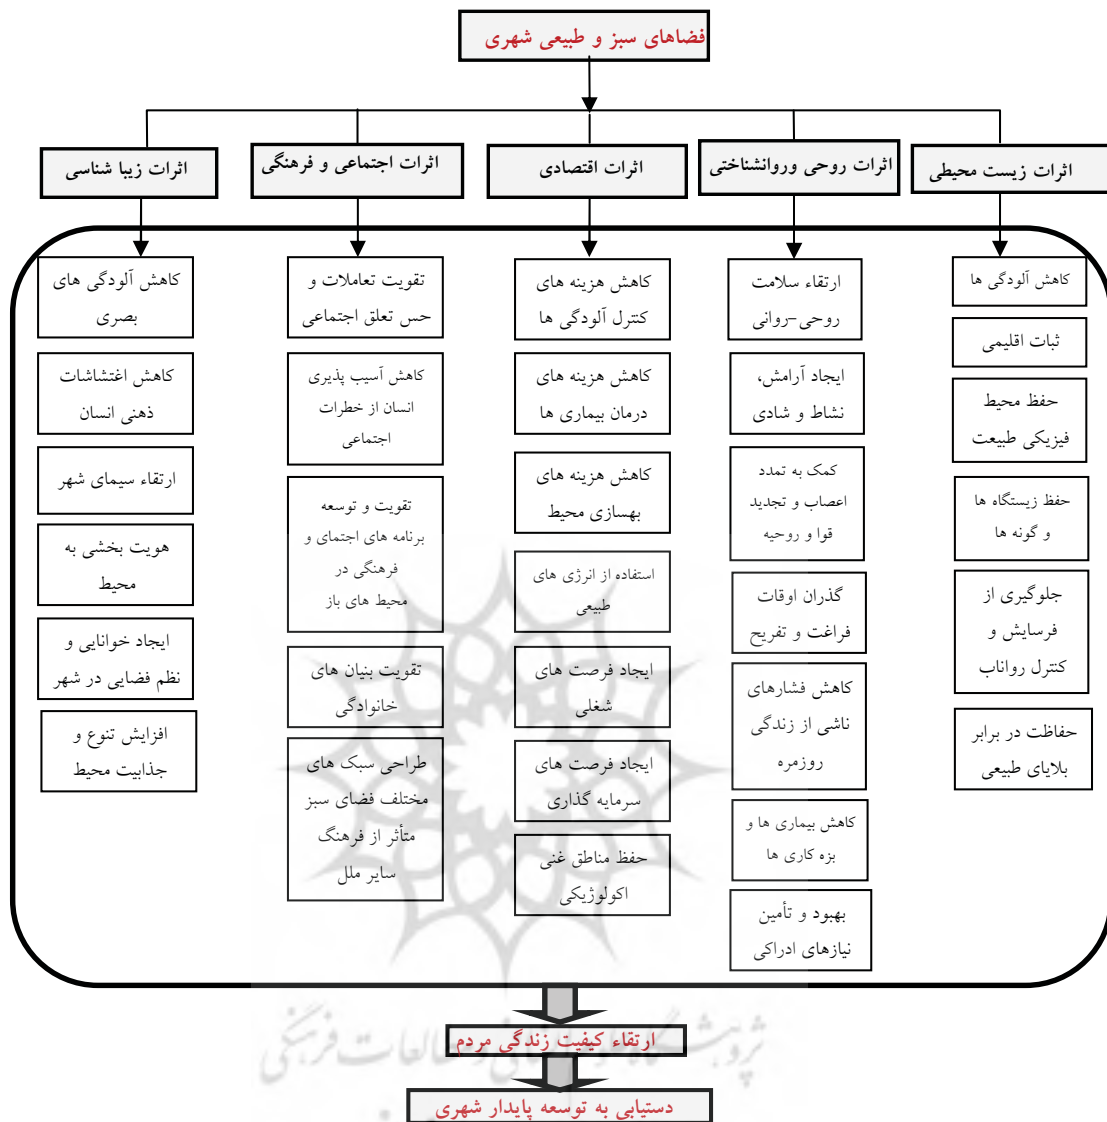 فضاهای سبز و طبیعی شهری
اثرات زیست محیطی
اثرات روحی وروانشناختی
اثرات اقتصادی
اثرات اجتماعی و فرهنگی
اثرات زیبا شناسی
کاهش آلودگی ها
ثبات اقلیمی
حفظ محیط
فیزیکی طبیعت
حفظ زیستگاه ها
و گونه ها
جلوگیری از
فرسایش و
کنترل رواناب
حفاظت در برابر
بلایای طبیعی
ارتقاء سلامت
روحی-روانی
ایجاد آرامش،
نشاط و شادی
کمک به تمدد
اعصاب و تجدید
قوا و روحیه
گذران اوقات
فراغت و تفریح
کاهش فشارهای
ناشی از زندگی
روزمره
کاهش بیماری ها و
بزه کاری ها
بهبود و تأمین
نیازهای ادراکی
کاهش هزینه های
کنترل آلودگی ها
کاهش هزینه های
درمان بیماری ها
کاهش هزینه های
بهسازی محیط
استفاده از انرژی های
طبیعی
ایجاد فرصت های
شغلی
ایجاد فرصت های
سرمایه گذاری
حفظ مناطق غنی
اکولوژیکی
تقویت تعاملات و
حس تعلق اجتماعی
کاهش آسیب پذیری
انسان از خطرات
اجتماعی
تقویت و توسعه
برنامه های اجتمای و
فرهنگی در
محیط های باز
تقویت بنیان های
خانوادگی
طراحی سبک های
مختلف فضای سبز
متأثر از فرهنگ
سایر ملل
کاهش آلودگی های
بصری
کاهش اغتشاشات
ذهنی انسان
ارتقاء سیمای شهر
هویت بخشی به
محیط
ایجاد خوانایی و
نظم فضایی در شهر
افزایش تنوع و
جذابیت محیط
ارتقاء کیفیت زندگی مردم
دستیابی به توسعه پایدار شهری